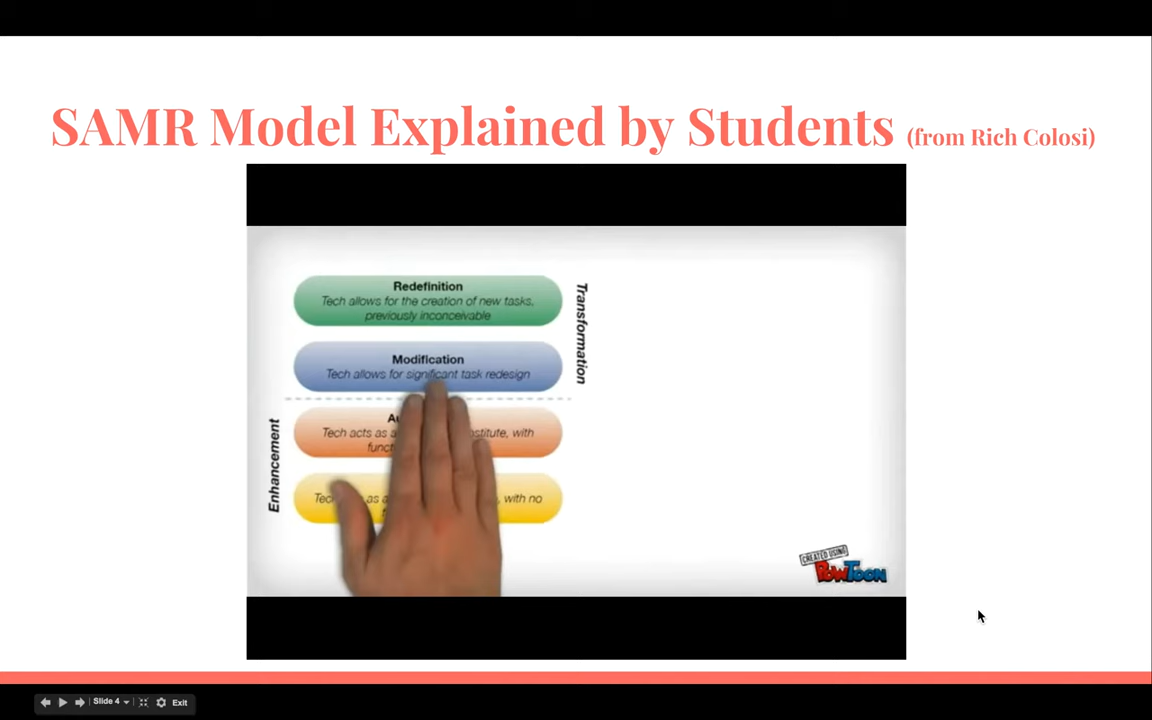 SAMR Model Explained by Students (from Rich Colosi)
Redefinition
Tech allows for the creation of new tasks,
previously inconceivable
Transformation
Modification
Tech allows for significant task redesign
Enhancement
Tech acts as
with
as
with no
CREATED USING
POWTOON
Slide 4
Exit